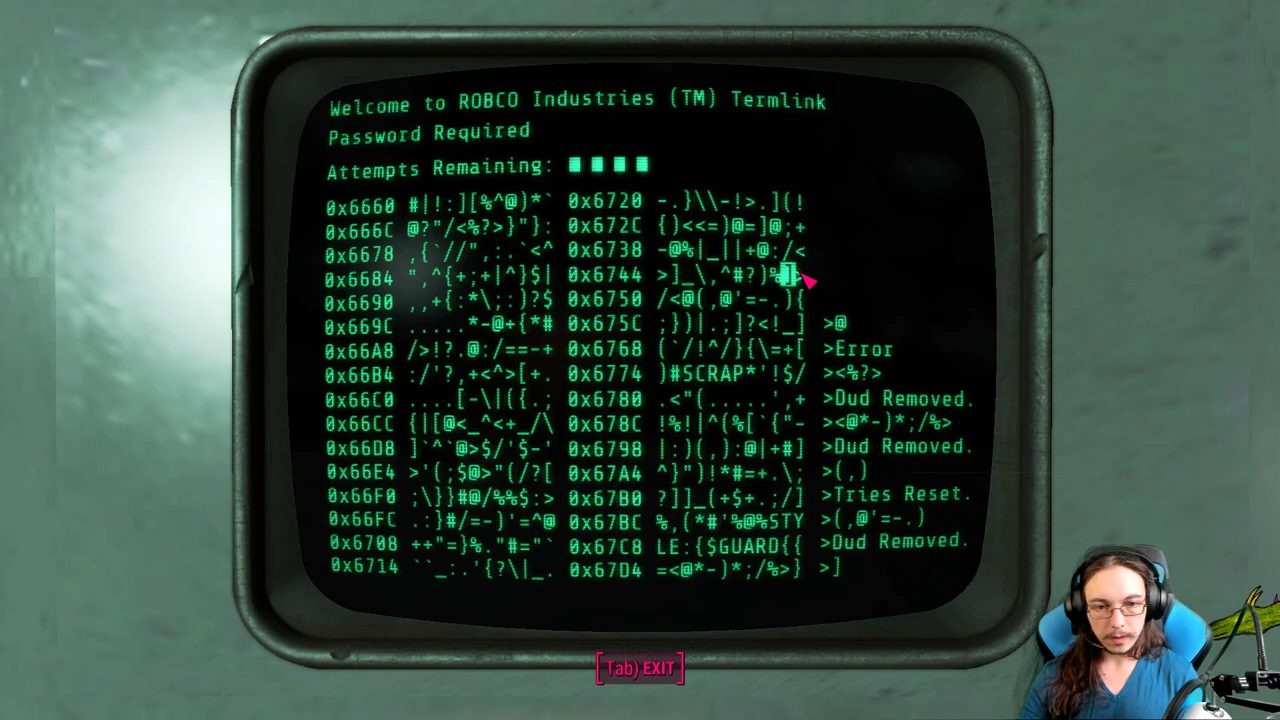 Welcome to ROBCO Industries (TM) Termlink
Password Required
Attempts Remaining: ■ ■ ■ ■
0x6660 #|!:][%^@)*` 0x6720 -.}\\-!>.](!
0x666C @?"/<%?>}"}: 0x672C {)<<=)@=]@;+
0x6678 ,{`//",:.`<^ 0x6738 -@%|_||+@:/<
0x6684 ",^{+;+|^}$| 0x6744 >]_\,^#?)%]>
0x6690 ,,+{:*\;:)?$ 0x6750 /<@(,@'=-.){
0x669C .....*-@+{*# 0x675C ;})|.;]?<!_] >@
0x66A8 />!?.@:/==-+ 0x6768 (`/!^/}{\=+[ >Error
0x66B4 :/'?,+<^>[+. 0x6774 )#SCRAP*'!$/ ><%?>
0x66C0 ....[-\|({.; 0x6780 .<"(.....',+ >Dud Removed.
0x66CC {|[@<_^<+_/\ 0x678C !%!|^(%[`{"- ><@*-)*;/%>
0x66D8 ]`^`@>$/'$-' 0x6798 |:)(,):@|+#] >Dud Removed.
0x66E4 >'(;$@>"(/?[ 0x67A4 ^}")!*#=+.\; >(,)
0x66F0 ;\}}#@/%%$:> 0x67B0 ?]]_(+$+.;/] >Tries Reset.
0x66FC .:}#/=-)'=^@ 0x67BC %,(*#'%@%STY >(,@'=-.)
0x6708 ++"=}%."#="` 0x67C8 LE:{$GUARD{{ >Dud Removed.
0x6714 ``_:.'{?\|_. 0x67D4 =<@*-)*;/%>} >]
Tab) EXIT